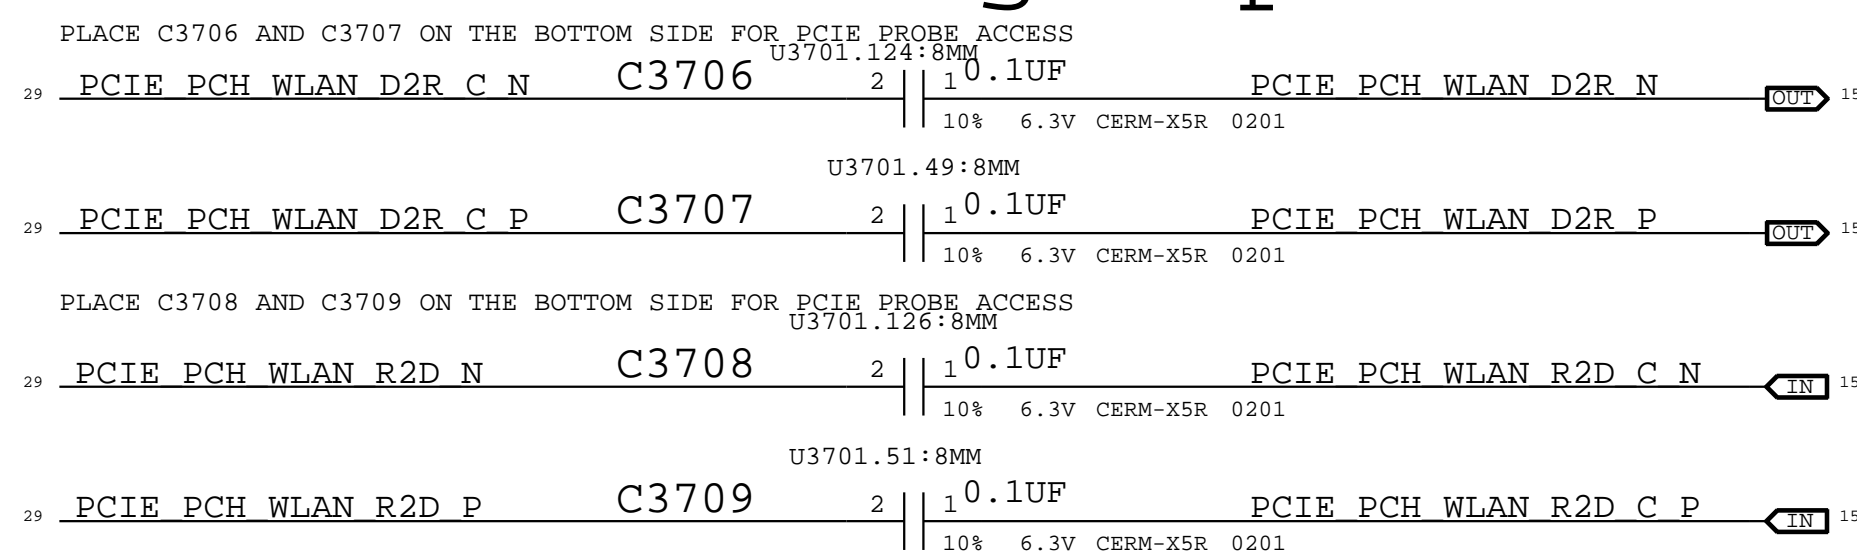 PLACE C3706 AND C3707 ON THE BOTTOM SIDE FOR PCIE PROBE ACCESS
U3701.124:8MM
29 PCIE_PCH_WLAN_D2R_C_N C3706 2 1 0.1UF PCIE_PCH_WLAN_D2R_N OUT 15
10% 6.3V CERM-X5R 0201
U3701.49:8MM
29 PCIE_PCH_WLAN_D2R_C_P C3707 2 1 0.1UF PCIE_PCH_WLAN_D2R_P OUT 15
10% 6.3V CERM-X5R 0201
PLACE C3708 AND C3709 ON THE BOTTOM SIDE FOR PCIE PROBE ACCESS
U3701.126:8MM
29 PCIE_PCH_WLAN_R2D_N C3708 2 1 0.1UF PCIE_PCH_WLAN_R2D_C_N IN 15
10% 6.3V CERM-X5R 0201
U3701.51:8MM
29 PCIE_PCH_WLAN_R2D_P C3709 2 1 0.1UF PCIE_PCH_WLAN_R2D_C_P IN 15
10% 6.3V CERM-X5R 0201